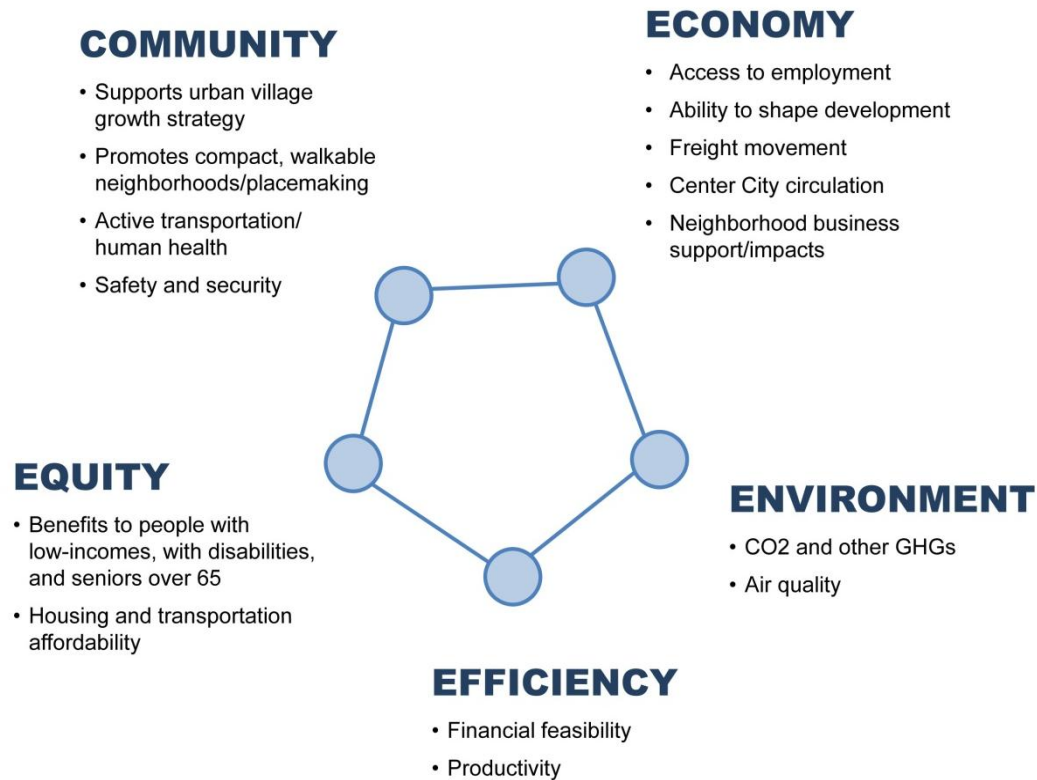 COMMUNITY
• Supports urban village
growth strategy
• Promotes compact, walkable
neighborhoods/placemaking
• Active transportation/
human health
• Safety and security
ECONOMY
• Access to employment
• Ability to shape development
• Freight movement
• Center City circulation
• Neighborhood business
support/impacts
EQUITY
• Benefits to people with
low-incomes, with disabilities,
and seniors over 65
• Housing and transportation
affordability
ENVIRONMENT
• CO2 and other GHGs
• Air quality
EFFICIENCY
• Financial feasibility
• Productivity